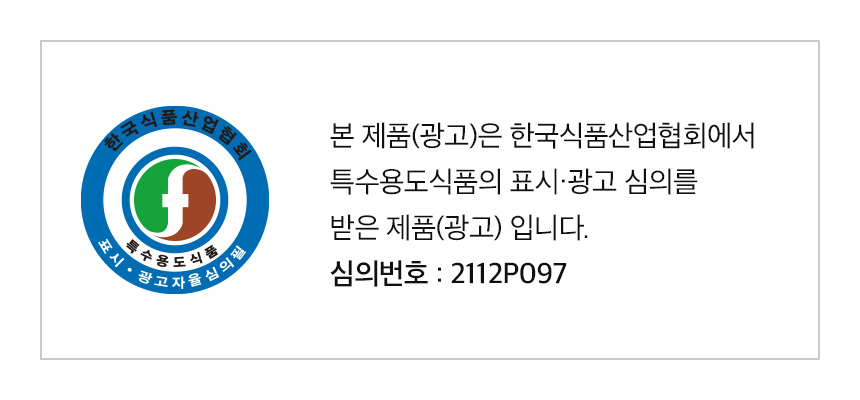 한국식품산업협회
f
특수용도식품
표시·광고자율심의필
본 제품(광고)은 한국식품산업협회에서
특수용도식품의 표시·광고 심의를
받은 제품(광고) 입니다.
심의번호 : 2112P097